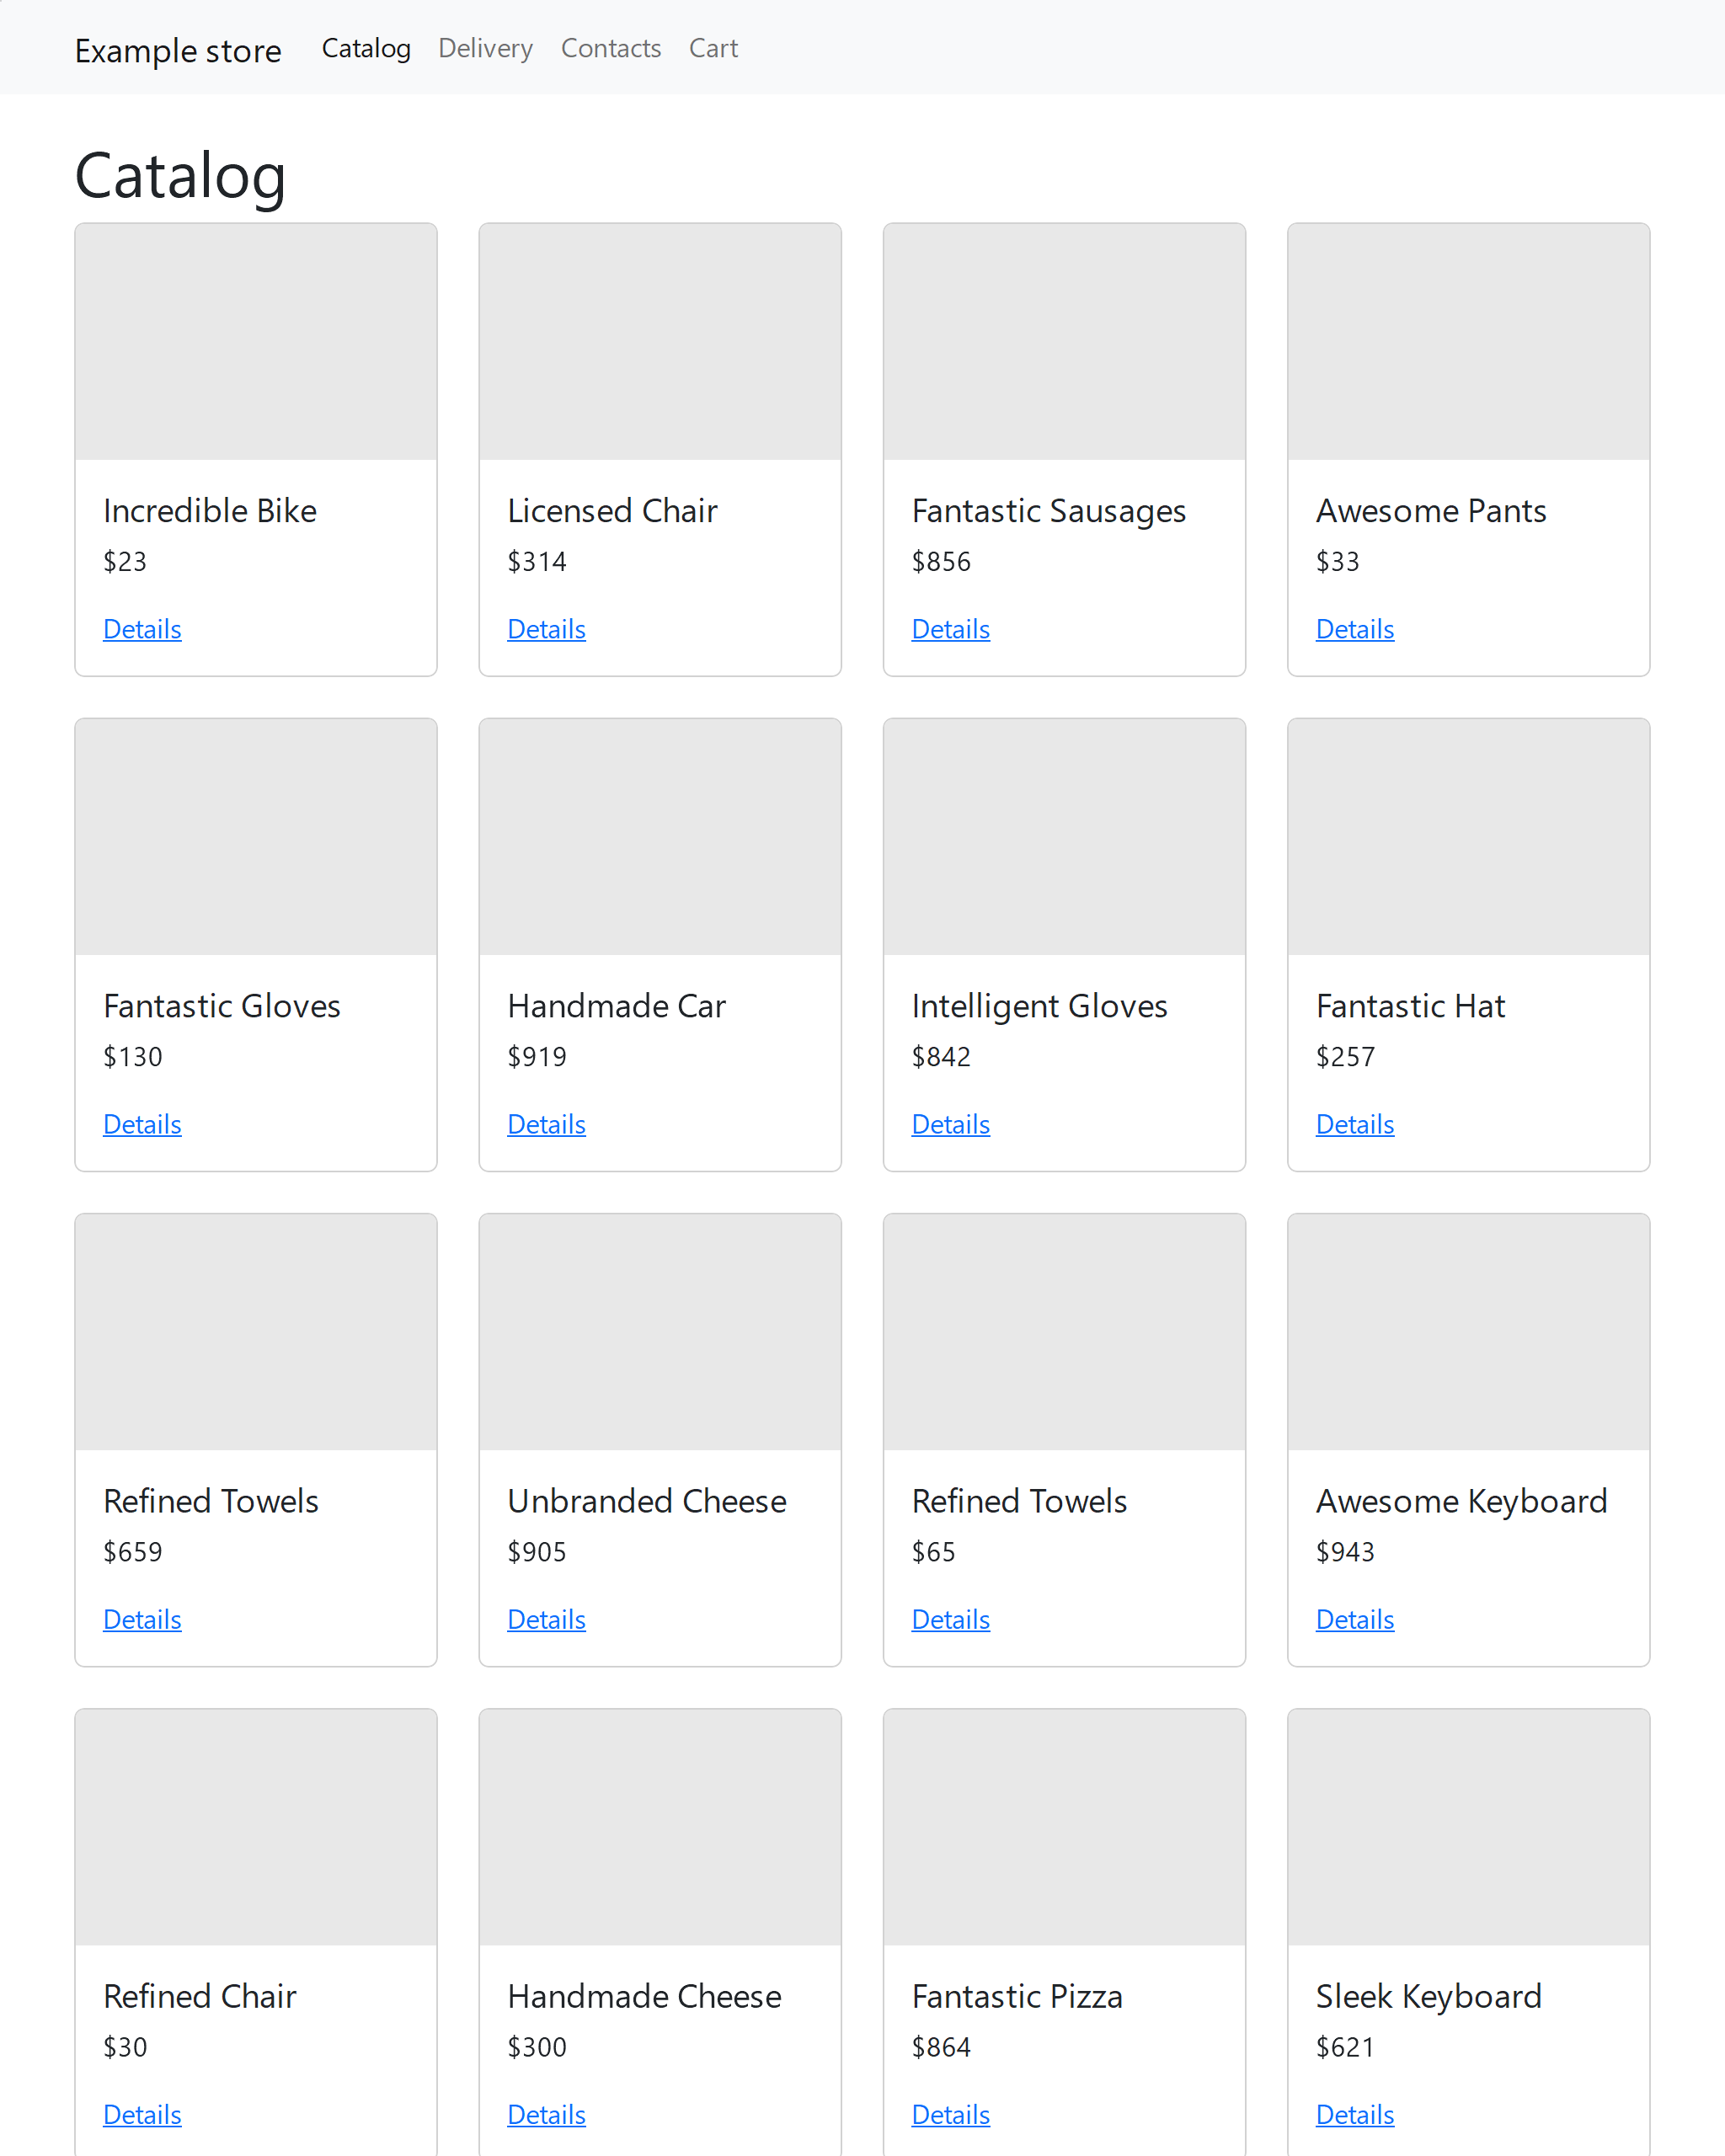 Example store Catalog Delivery Contacts Cart
Catalog
Incredible Bike
$23
Details
Licensed Chair
$314
Details
Fantastic Sausages
$856
Details
Awesome Pants
$33
Details
Fantastic Gloves
$130
Details
Handmade Car
$919
Details
Intelligent Gloves
$842
Details
Fantastic Hat
$257
Details
Refined Towels
$659
Details
Unbranded Cheese
$905
Details
Refined Towels
$65
Details
Awesome Keyboard
$943
Details
Refined Chair
$30
Details
Handmade Cheese
$300
Details
Fantastic Pizza
$864
Details
Sleek Keyboard
$621
Details